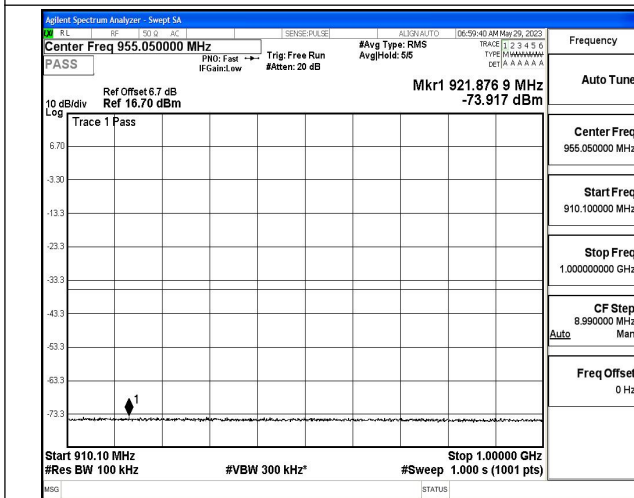 Agilent Spectrum Analyzer - Swept SA
RL RF 50 Ω AC SENSE:PULSE ALIGN AUTO 06:59:40 AM May 29, 2023
Center Freq 955.050000 MHz #Avg Type: RMS TRACE 1 2 3 4 5 6
PASS PNO: Fast Trig: Free Run Avg|Hold: 5/5 TYPE M
IFGain:Low #Atten: 20 dB DET A A A A A A
Mkr1 921.876 9 MHz
Ref Offset 6.7 dB
10 dB/div Ref 16.70 dBm -73.917 dBm
Log
Trace 1 Pass
6.70
-3.30
-13.3
-23.3
-33.3
-43.3
-53.3
-63.3
-73.3
1
Start 910.10 MHz Stop 1.00000 GHz
#Res BW 100 kHz #VBW 300 kHz* #Sweep 1.000 s (1001 pts)
MSG STATUS
Frequency
Auto Tune
Center Freq
955.050000 MHz
Start Freq
910.100000 MHz
Stop Freq
1.000000000 GHz
CF Step
8.990000 MHz
Auto Man
Freq Offset
0 Hz